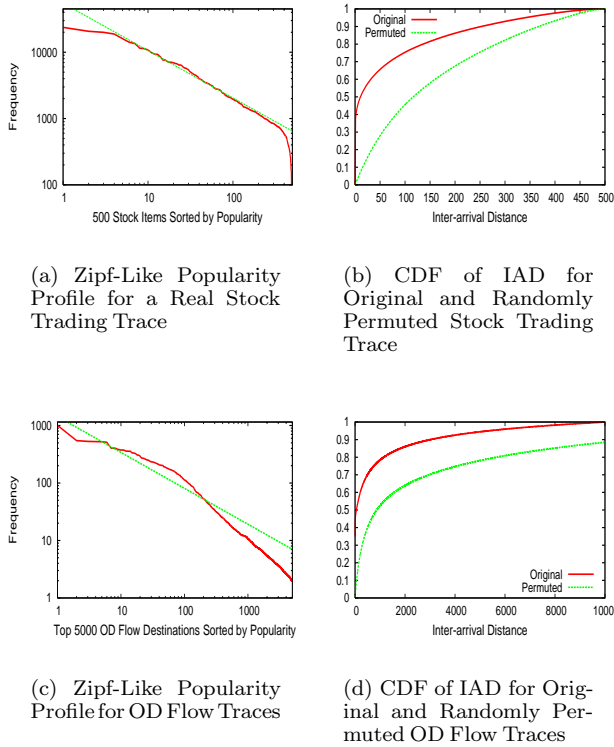 Frequency
10000
1000
100
1 10 100
500 Stock Items Sorted by Popularity
1
0.9
0.8
0.7
0.6
0.5
0.4
0.3
0.2
0.1
0
Original
Permuted
0 50 100 150 200 250 300 350 400 450 500
Inter-arrival Distance
(a) Zipf-Like Popularity
Profile for a Real Stock
Trading Trace
(b) CDF of IAD for
Original and Randomly
Permuted Stock Trading
Trace
Frequency
1000
100
10
1
1 10 100 1000
Top 5000 OD Flow Destinations Sorted by Popularity
1
0.9
0.8
0.7
0.6
0.5
0.4
0.3
0.2
0.1
0
Original
Permuted
0 2000 4000 6000 8000 1000
Inter-arrival Distance
(c) Zipf-Like Popularity
Profile for OD Flow Traces
(d) CDF of IAD for Orig-
inal and Randomly Per-
muted OD Flow Traces